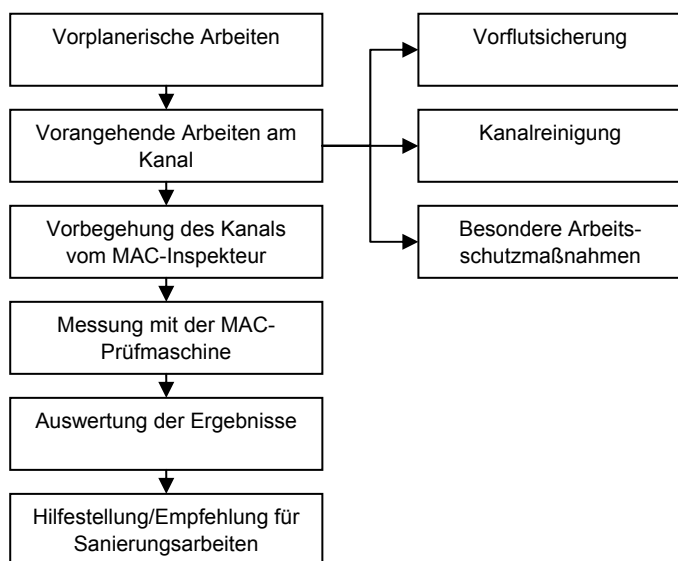 Vorplanerische Arbeiten
Vorangehende Arbeiten am
Kanal
Vorbegehung des Kanals
vom MAC-Inspekteur
Messung mit der MAC-
Prüfmaschine
Auswertung der Ergebnisse
Hilfestellung/Empfehlung für
Sanierungsarbeiten
Vorflutsicherung
Kanalreinigung
Besondere Arbeits-
schutzmaßnahmen